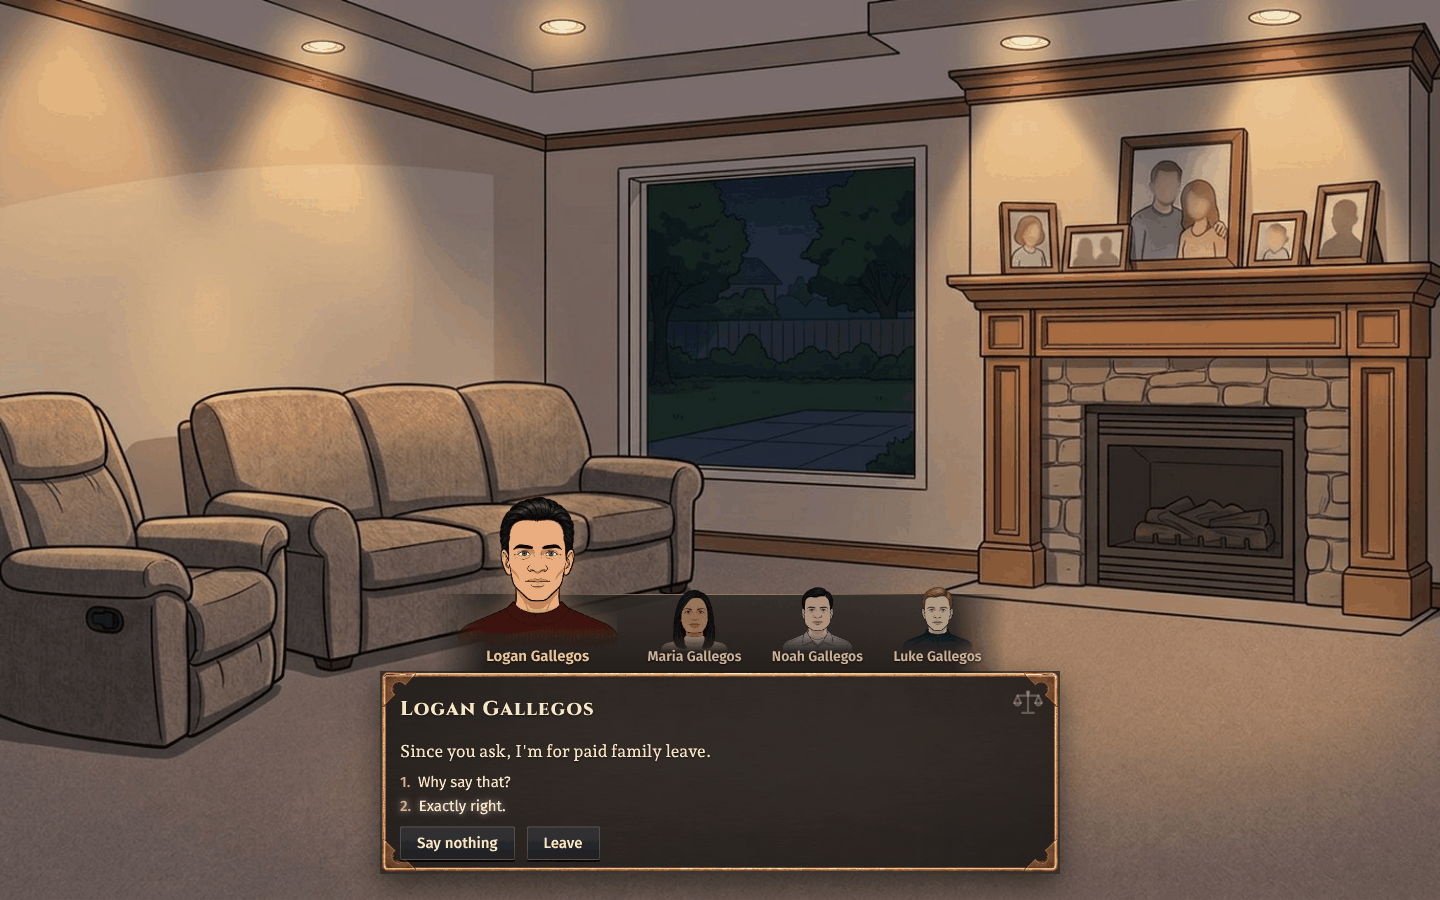 Logan Gallegos
Maria Gallegos
Noah Gallegos
Luke Gallegos
Logan Gallegos
Since you ask, I'm for paid family leave.
1. Why say that?
2. Exactly right.
Say nothing
Leave